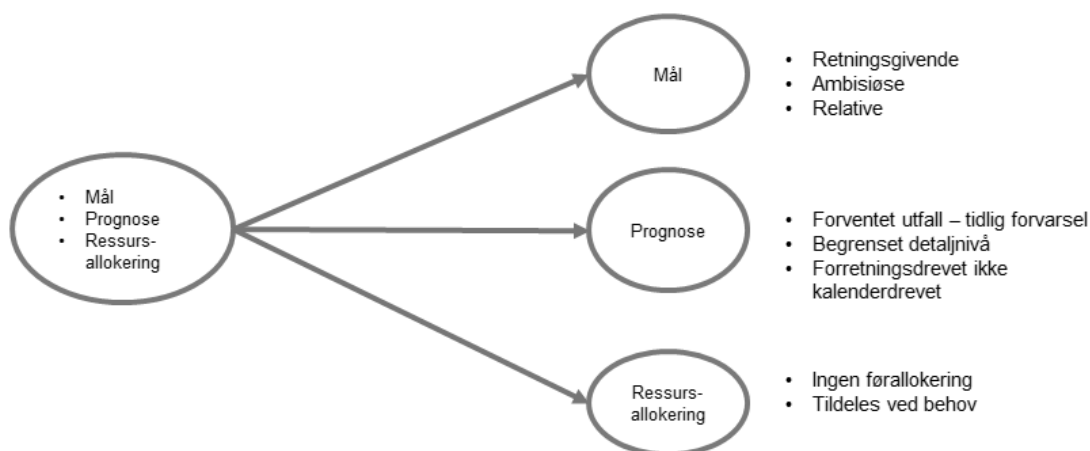 • Mål
• Prognose
• Ressurs-
allokering
Mål
• Retningsgivende
• Ambisiøse
• Relative
Prognose
• Forventet utfall – tidlig forvarsel
• Begrenset detaljnivå
• Forretningsdrevet ikke
kalenderdrevet
Ressurs-
allokering
• Ingen førallokering
• Tildeles ved behov